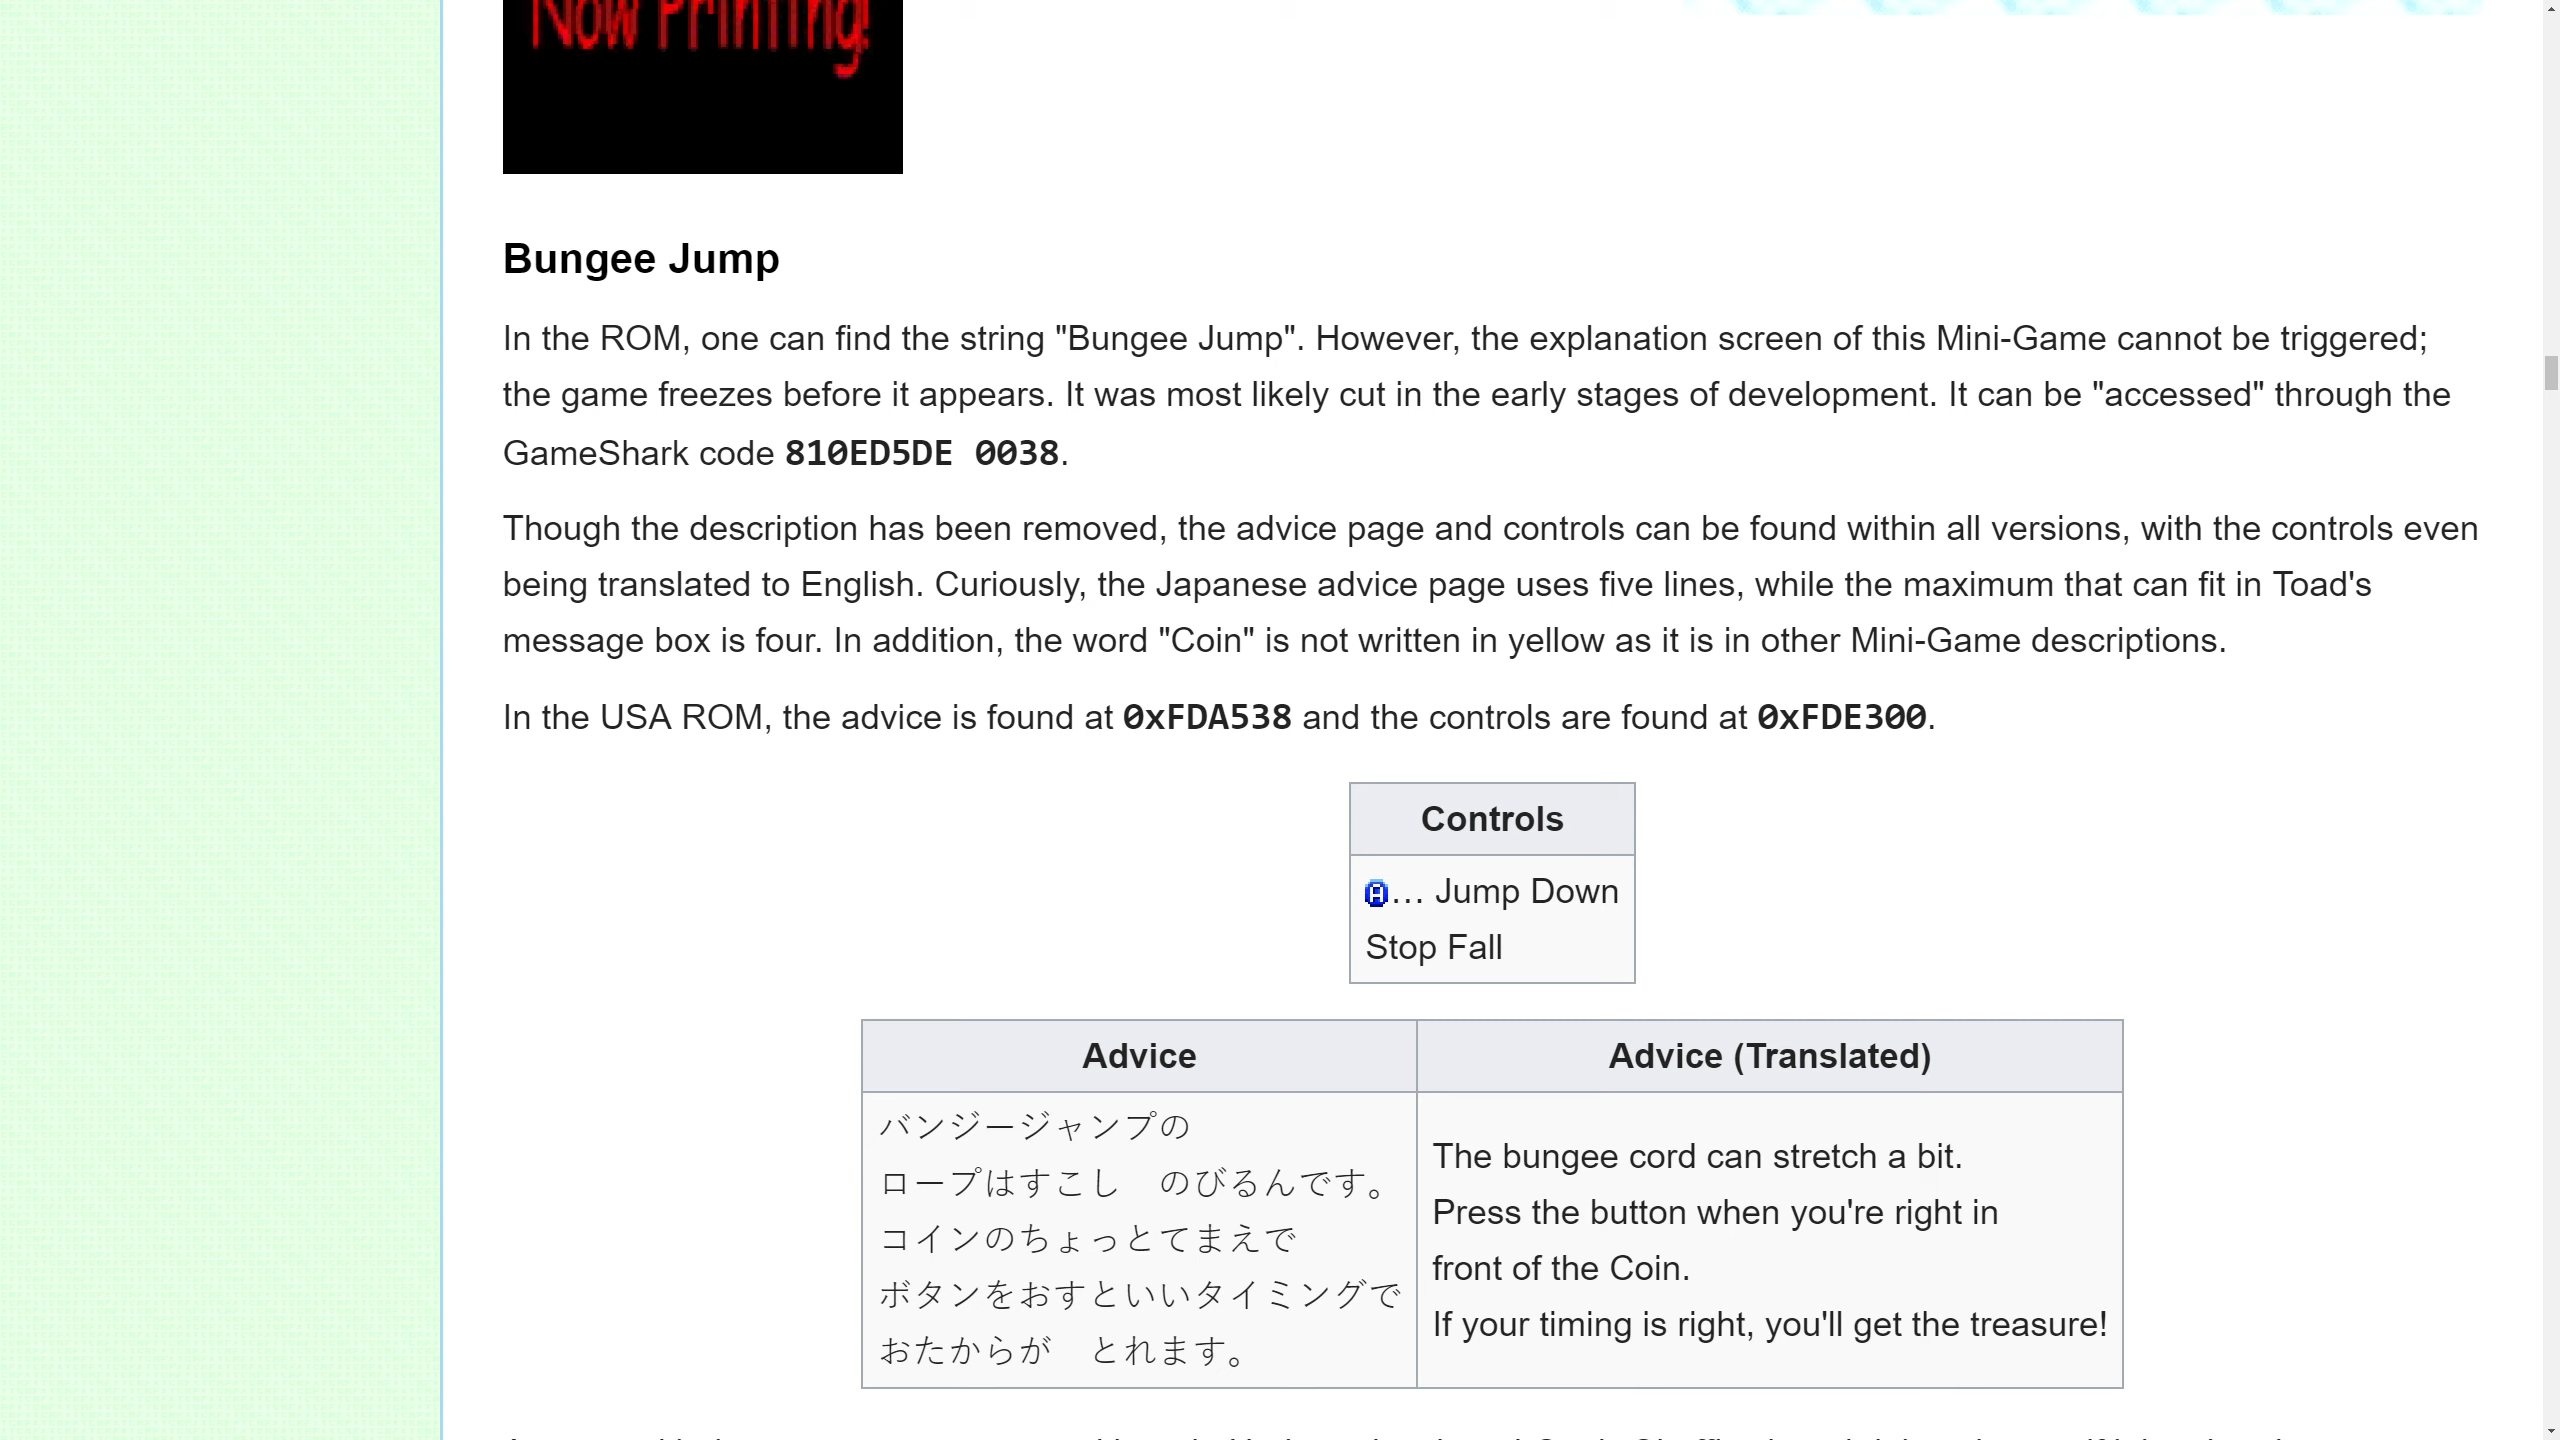 Now Printing!
Bungee Jump
In the ROM, one can find the string "Bungee Jump". However, the explanation screen of this Mini-Game cannot be triggered;
the game freezes before it appears. It was most likely cut in the early stages of development. It can be "accessed" through the
GameShark code 810ED5DE 0038.
Though the description has been removed, the advice page and controls can be found within all versions, with the controls even
being translated to English. Curiously, the Japanese advice page uses five lines, while the maximum that can fit in Toad's
message box is four. In addition, the word "Coin" is not written in yellow as it is in other Mini-Game descriptions.
In the USA ROM, the advice is found at 0xFDA538 and the controls are found at 0xFDE300.
Controls
A… Jump Down
Stop Fall
Advice
バンジージャンプの
ロープはすこし　のびるんです。
コインのちょっとてまえで
ボタンをおすといいタイミングで
おたからが　とれます。
Advice (Translated)
The bungee cord can stretch a bit.
Press the button when you're right in
front of the Coin.
If your timing is right, you'll get the treasure!